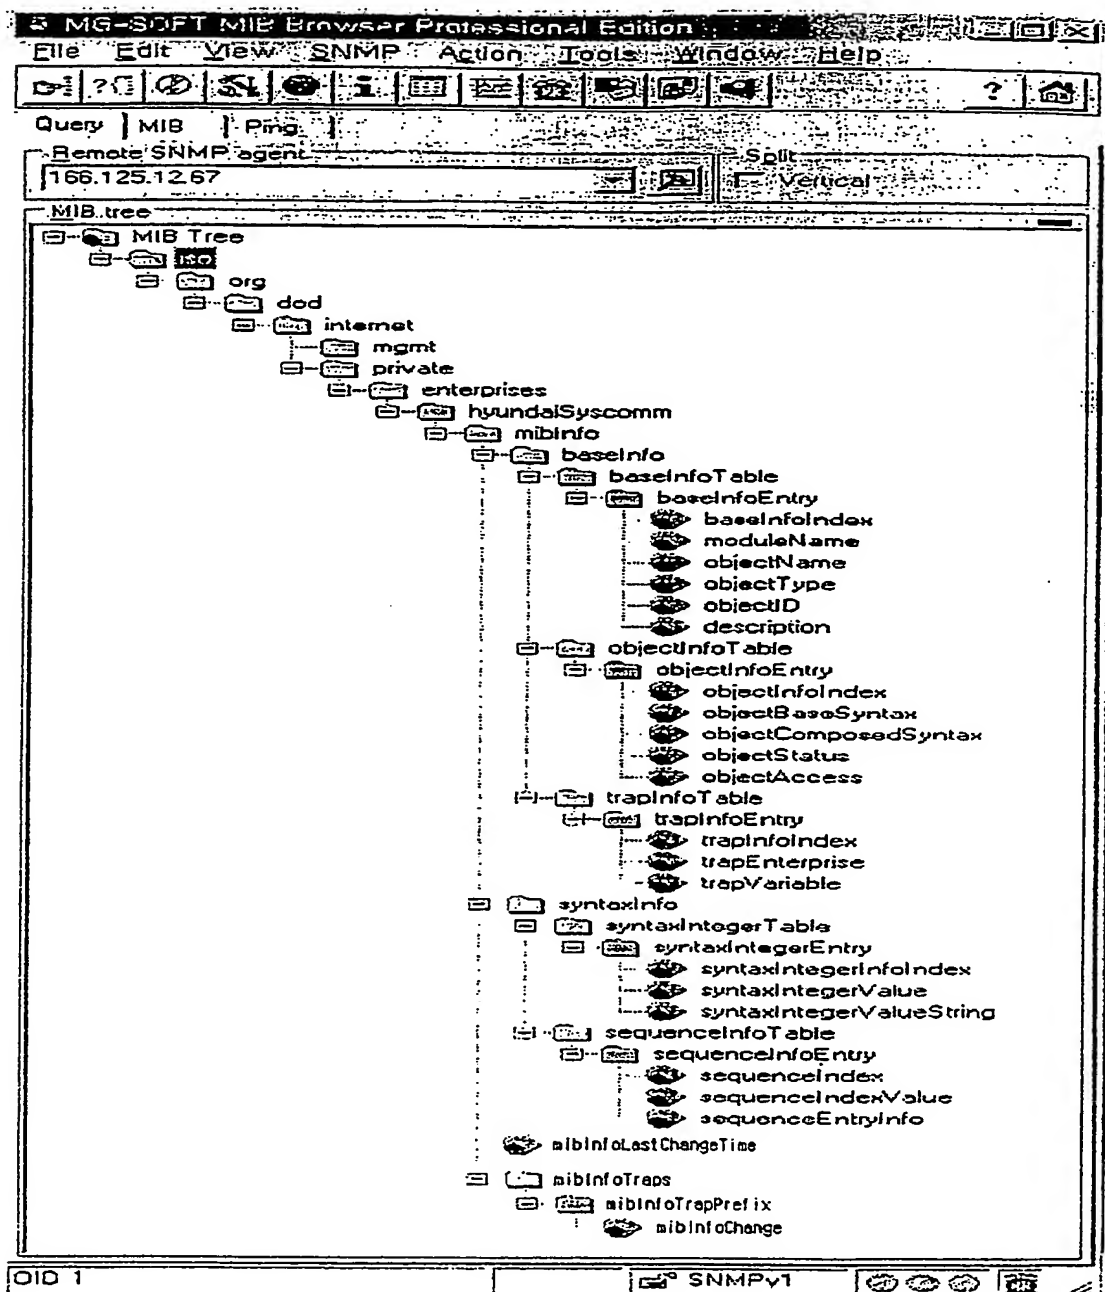 MG-SOFT MIB Browser Professional Edition
File Edit View SNMP Action Tools Window Help
?
Query MIB Ping
Remote SNMP agent
Split
166.125.12.67
Vertical
MIB tree
MIB Tree
iso
org
dod
internet
mgmt
private
enterprises
hyundaiSyscomm
mibInfo
baseInfo
baseInfoTable
baseInfoEntry
baseInfoIndex
moduleName
objectName
objectType
objectID
description
objectInfoTable
objectInfoEntry
objectInfoIndex
objectBaseSyntax
objectComposedSyntax
objectStatus
objectAccess
trapInfoTable
trapInfoEntry
trapInfoIndex
trapEnterprise
trapVariable
syntaxInfo
syntaxIntegerTable
syntaxIntegerEntry
syntaxIntegerInfoIndex
syntaxIntegerValue
syntaxIntegerValueString
sequenceInfoTable
sequenceInfoEntry
sequenceIndex
sequenceIndexValue
sequenceEntryInfo
mibInfoLastChangeTime
mibInfoTraps
mibInfoTrapPrefix
mibInfoChange
OID 1
SNMPv1